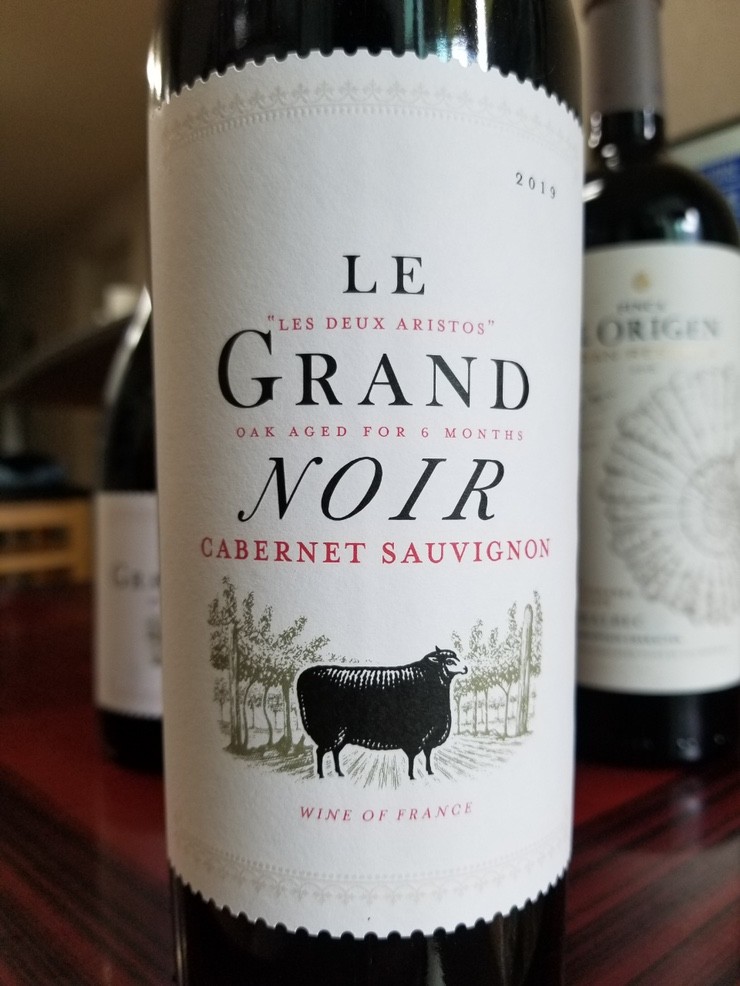 2019
LE
"LES DEUX ARISTOS"
GRAND
OAK AGED FOR 6 MONTHS
NOIR
CABERNET SAUVIGNON
WINE OF FRANCE
ORIGEN